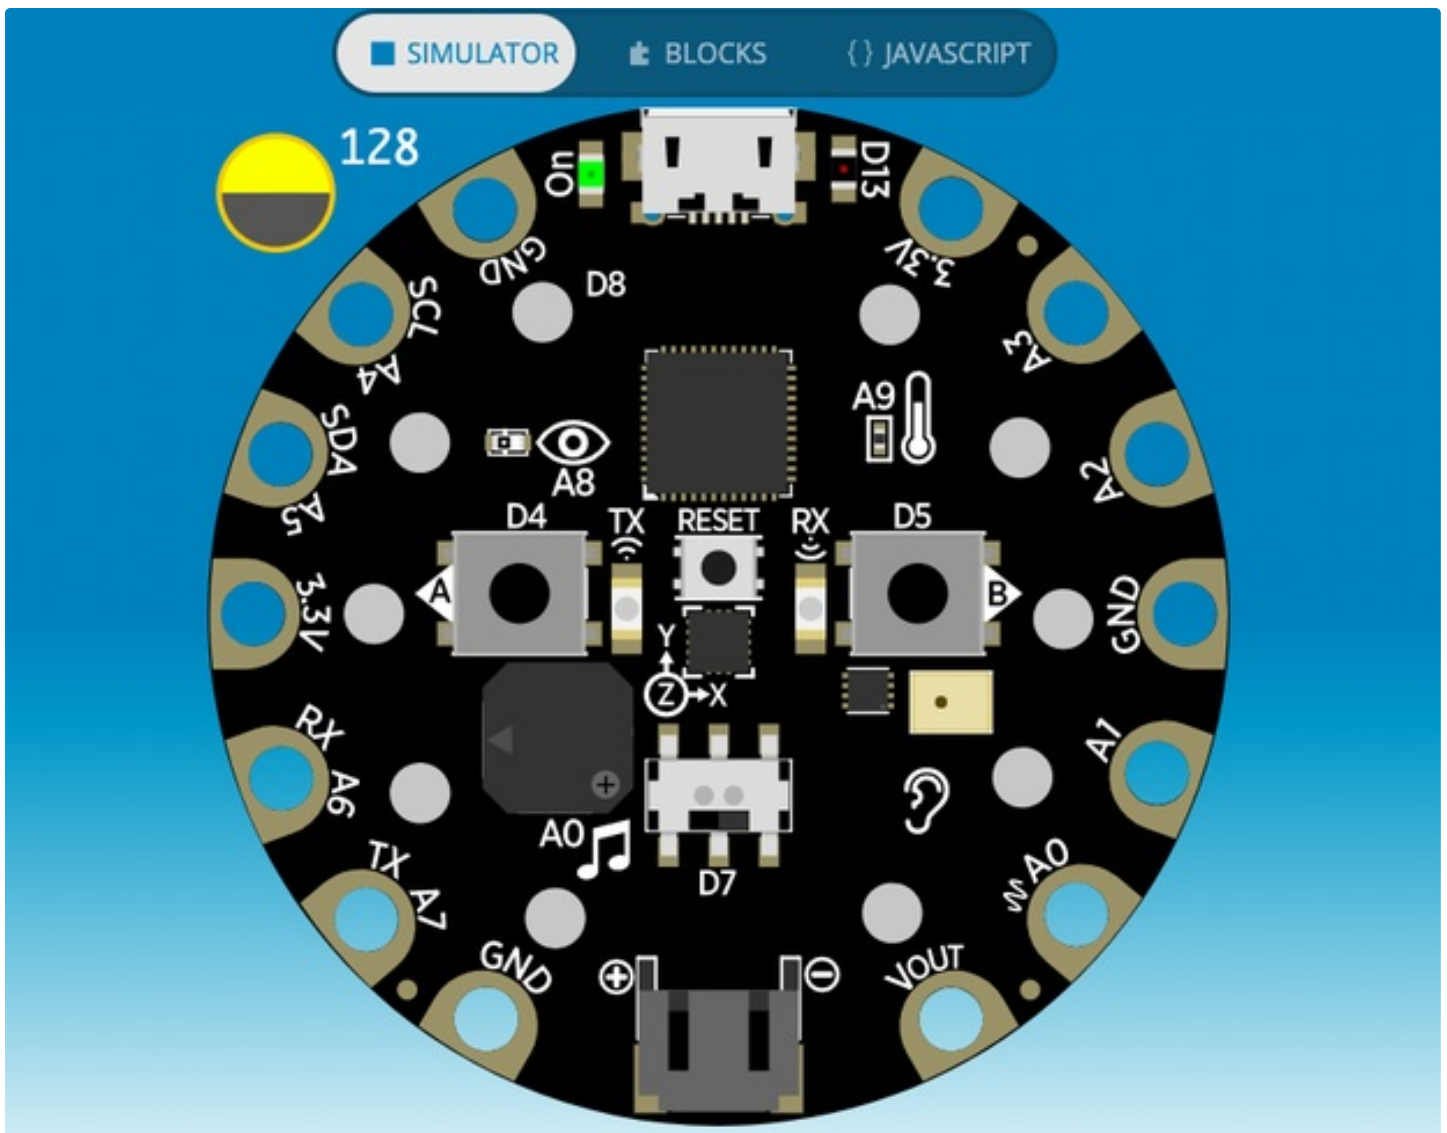 SIMULATOR
BLOCKS
{ } JAVASCRIPT
128
On
D13
GND
3.3V
SCL
A4
D8
A3
SDA
A5
A8
A9
A2
D4
TX
RESET
RX
D5
A
B
3.3V
GND
Y
Z
X
RX
A6
A1
A0
D7
TX
A7
A0
GND
+
−
VOUT